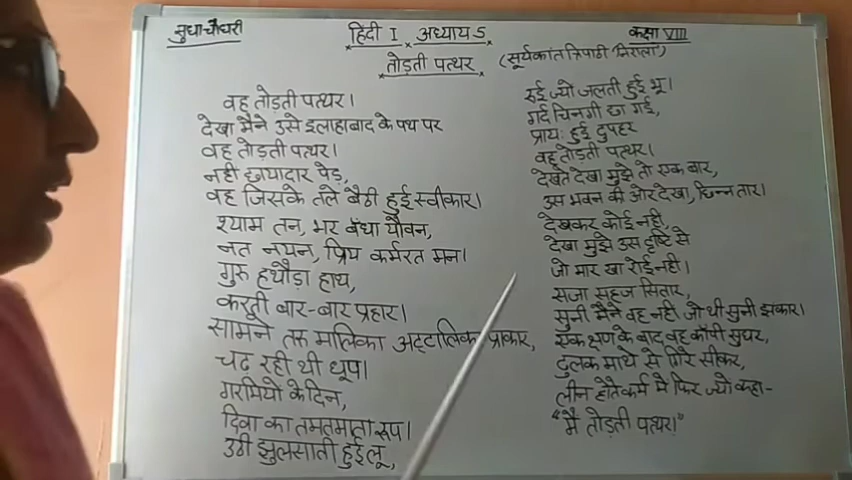 सुधा चौधरी
हिंदी I अध्याय 5
कक्षा VIII
तोड़ती पत्थर
(सूर्यकांत त्रिपाठी निराला)
वह तोड़ती पत्थर।
देखा मैने उसे इलाहाबाद के पथ पर
वह तोड़ती पत्थर।
नही छायादार पेड़,
वह जिसके तले बैठी हुई स्वीकार।
श्याम तन, भर बंधा यौवन,
नत नयन, प्रिय कर्मरत मन।
गुरु हथौड़ा हाथ,
करती बार-बार प्रहार।
सामने तरु मालिका अट्टालिका प्राकार,
चढ रही थी धूप।
गरमियो के दिन,
दिवा का तमतमाता रूप।
उठी झुलसाती हुई लू,
रुई ज्यो जलती हुई भू।
गर्द चिनगी छा गई,
प्रायः हुई दुपहर
वह तोड़ती पत्थर।
देखते देखा मुझे तो एक बार,
उस भवन की ओर देखा, छिन्न तार।
देखकर कोई नही,
देखा मुझे उस दृष्टि से
जो मार खा रोई नही।
सजा सहज सितार,
सुनी मैने वह नही जो थी सुनी झंकार।
एक क्षण के बाद वह काँपी सुघर,
ढुलक माथे से गिरे सीकर,
लीन होते कर्म मे फिर ज्यो कहा-
"मै तोड़ती पत्थर।"